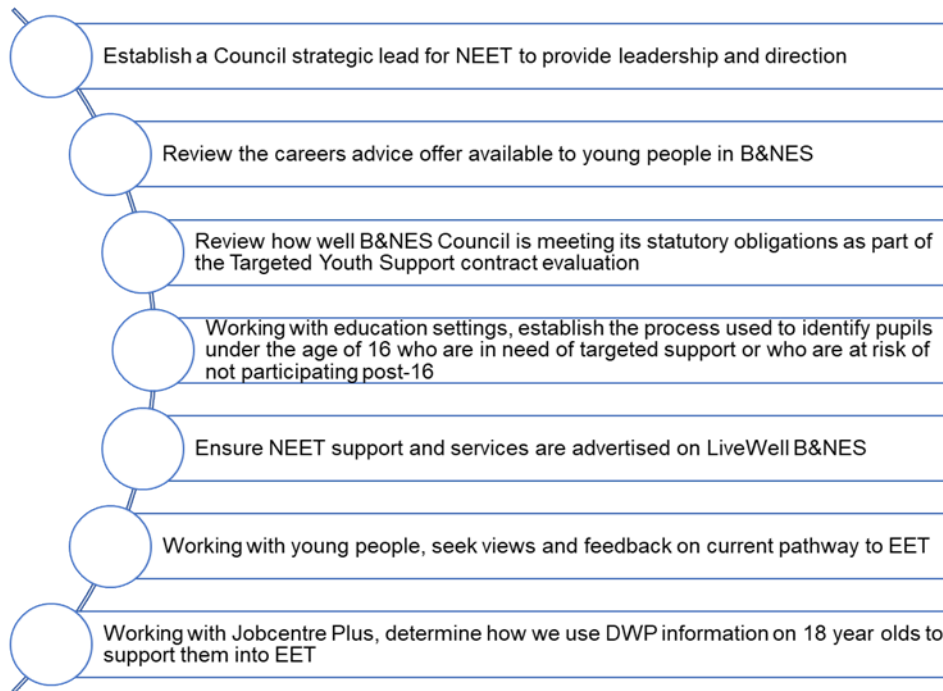 Establish a Council strategic lead for NEET to provide leadership and direction
Review the careers advice offer available to young people in B&NES
Review how well B&NES Council is meeting its statutory obligations as part of
the Targeted Youth Support contract evaluation
Working with education settings, establish the process used to identify pupils
under the age of 16 who are in need of targeted support or who are at risk of
not participating post-16
Ensure NEET support and services are advertised on LiveWell B&NES
Working with young people, seek views and feedback on current pathway to EET
Working with Jobcentre Plus, determine how we use DWP information on 18 year olds to
support them into EET